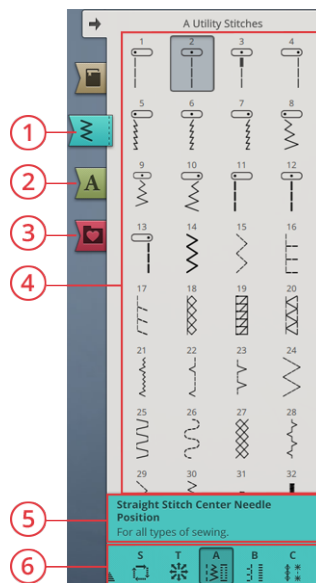 A Utility Stitches
1 2 3 4
5 6 7 8
1
9 10 11 12
2 A
3
13 14 15 16
4
17 18 19 20
21 22 23 24
25 26 27 28
29 30 31 32
Straight Stitch Center Needle
Position
5
For all types of sewing.
S T A B C
6